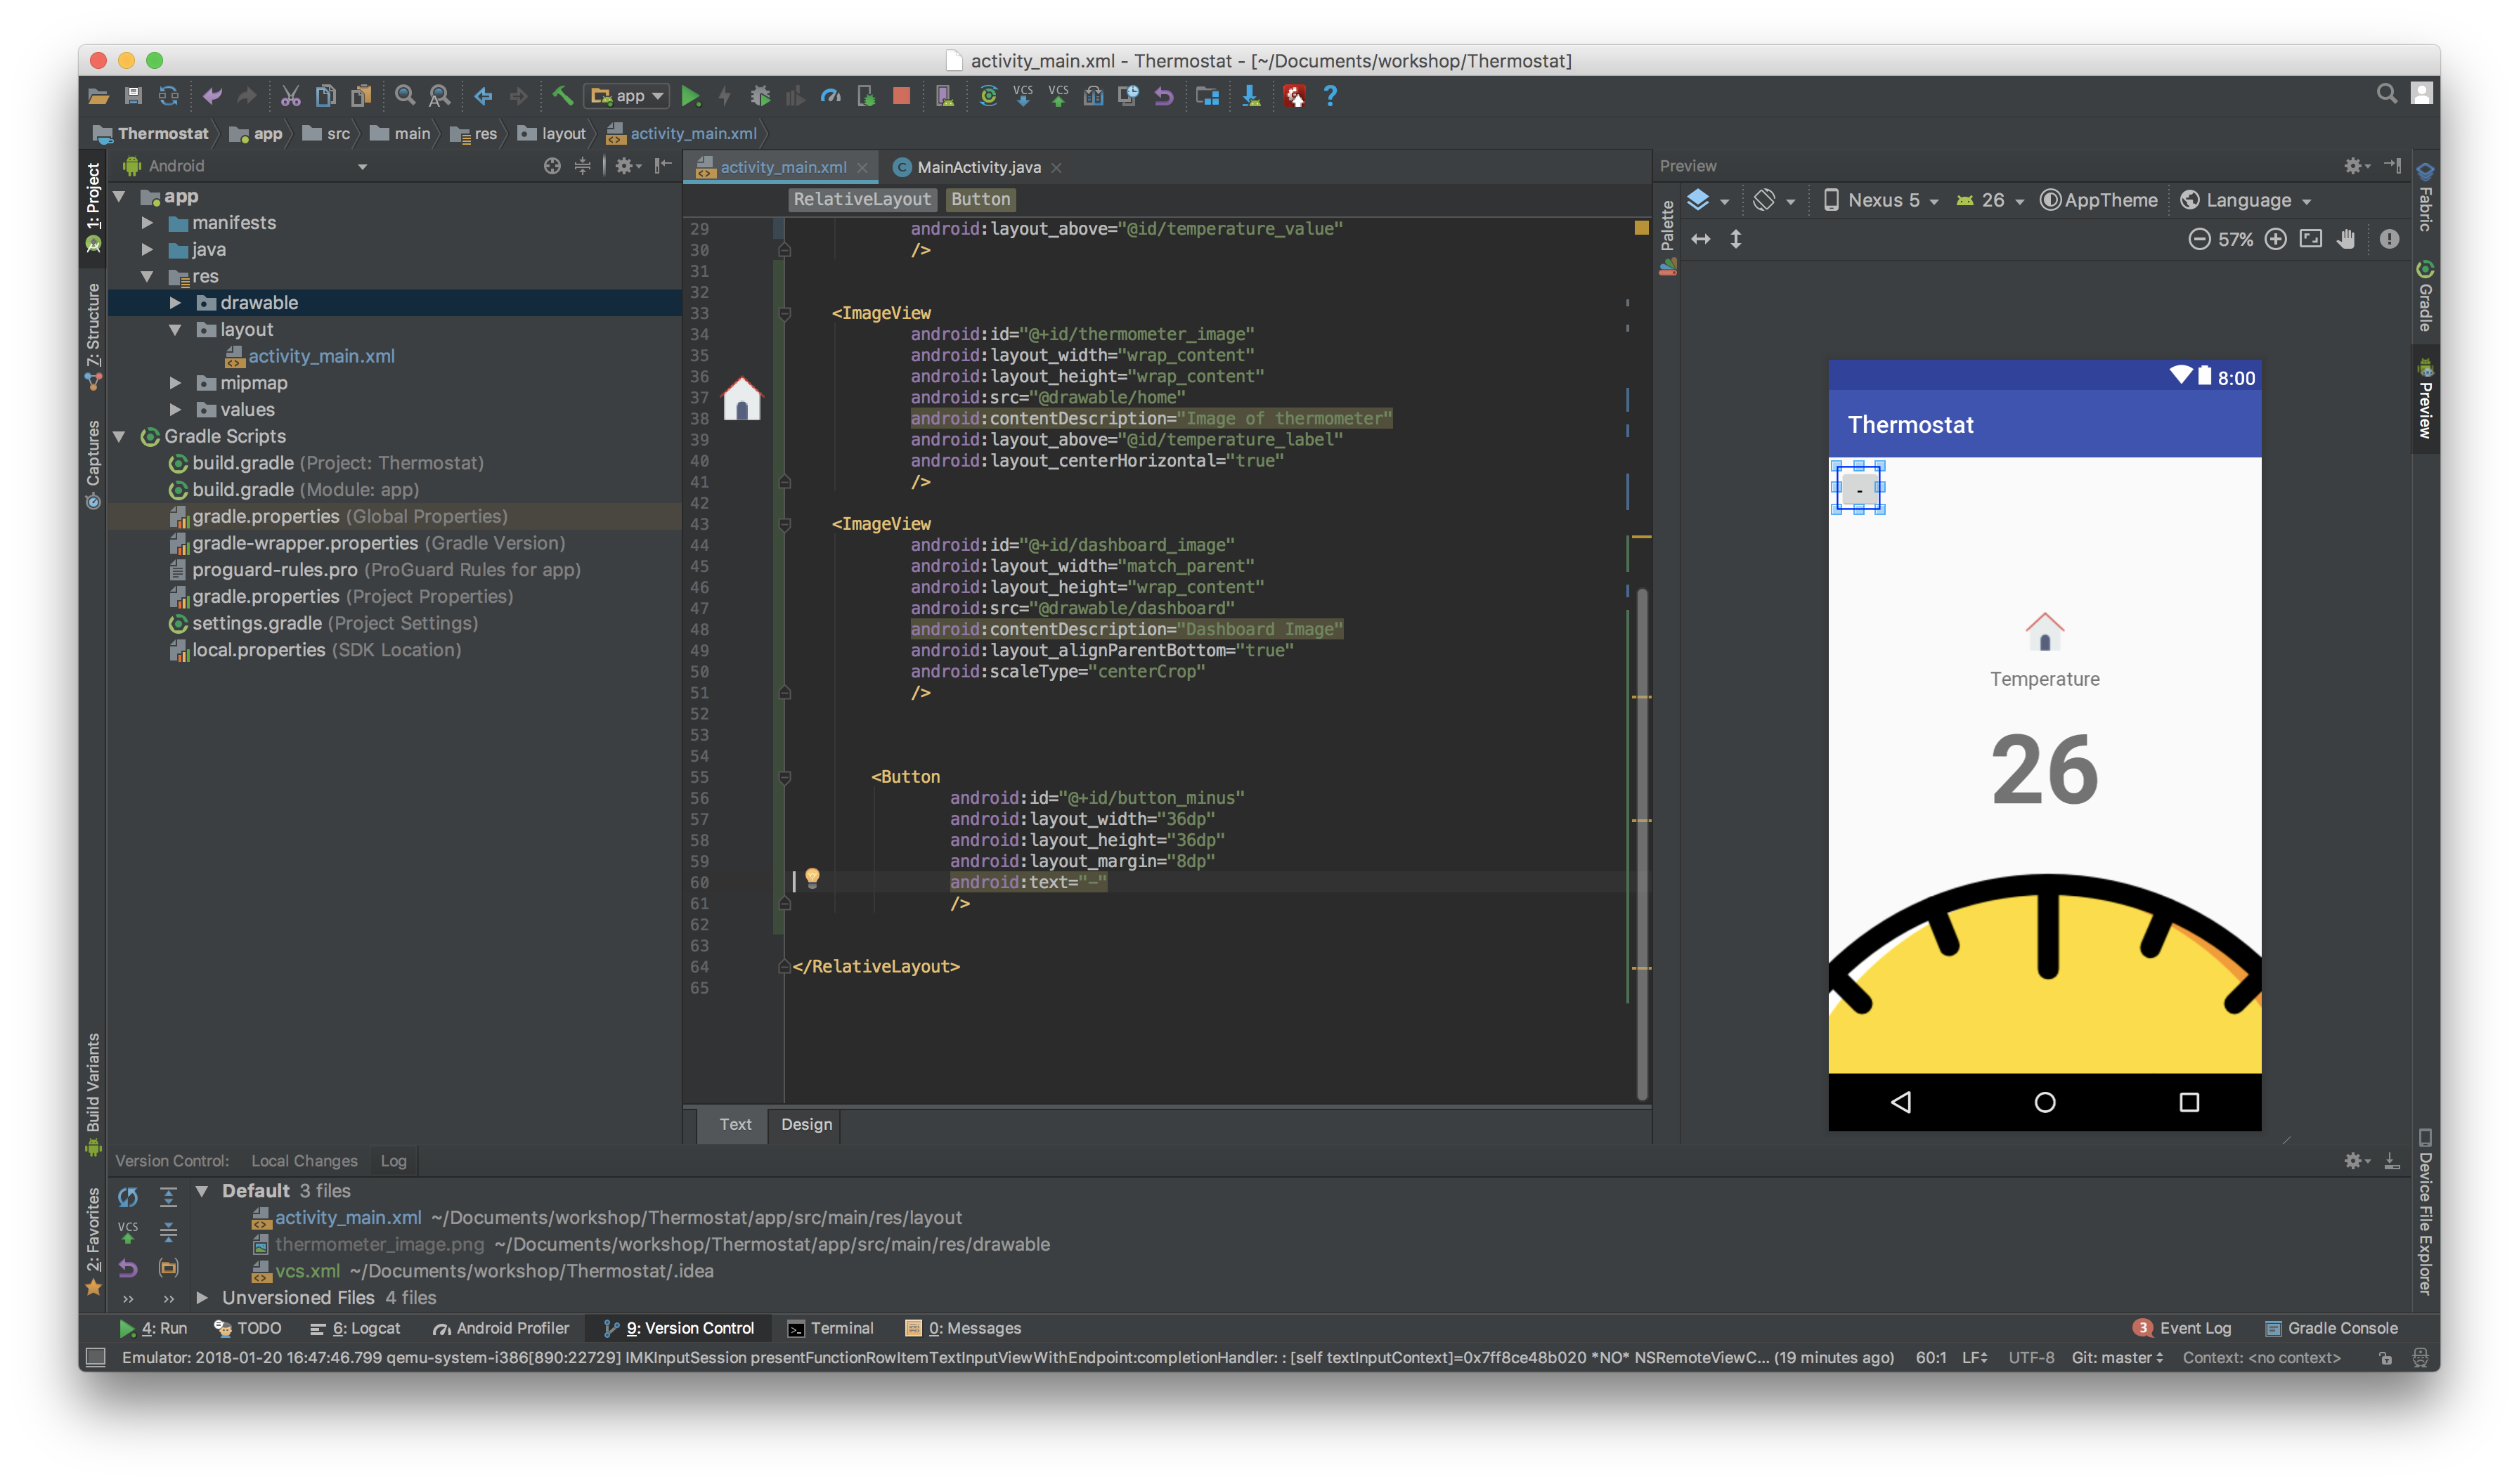 activity_main.xml - Thermostat - [~/Documents/workshop/Thermostat]
app
VCS VCS
?
Thermostat app src main res layout activity_main.xml
1: Project
7: Structure
Captures
Build Variants
2: Favorites
Android
app
manifests
java
res
drawable
layout
activity_main.xml
mipmap
values
Gradle Scripts
build.gradle (Project: Thermostat)
build.gradle (Module: app)
gradle.properties (Global Properties)
gradle-wrapper.properties (Gradle Version)
proguard-rules.pro (ProGuard Rules for app)
gradle.properties (Project Properties)
settings.gradle (Project Settings)
local.properties (SDK Location)
activity_main.xml MainActivity.java
RelativeLayout Button
29 android:layout_above="@id/temperature_value"
30 />
31
32
33 <ImageView
34 android:id="@+id/thermometer_image"
35 android:layout_width="wrap_content"
36 android:layout_height="wrap_content"
37 android:src="@drawable/home"
38 android:contentDescription="Image of thermometer"
39 android:layout_above="@id/temperature_label"
40 android:layout_centerHorizontal="true"
41 />
42
43 <ImageView
44 android:id="@+id/dashboard_image"
45 android:layout_width="match_parent"
46 android:layout_height="wrap_content"
47 android:src="@drawable/dashboard"
48 android:contentDescription="Dashboard Image"
49 android:layout_alignParentBottom="true"
50 android:scaleType="centerCrop"
51 />
52
53
54
55 <Button
56 android:id="@+id/button_minus"
57 android:layout_width="36dp"
58 android:layout_height="36dp"
59 android:layout_margin="8dp"
60 android:text="-"
61 />
62
63
64 </RelativeLayout>
65
Text Design
Preview
Palette
Nexus 5 26 AppTheme Language
57%
8:00
Thermostat
-
Temperature
26
Fabric
Gradle
Preview
Device File Explorer
Version Control: Local Changes Log
Default 3 files
activity_main.xml ~/Documents/workshop/Thermostat/app/src/main/res/layout
VCS
thermometer_image.png ~/Documents/workshop/Thermostat/app/src/main/res/drawable
vcs.xml ~/Documents/workshop/Thermostat/.idea
Unversioned Files 4 files
4: Run TODO 6: Logcat Android Profiler 9: Version Control Terminal 0: Messages 3 Event Log Gradle Console
Emulator: 2018-01-20 16:47:46.799 qemu-system-i386[890:22729] IMKInputSession presentFunctionRowItemTextInputViewWithEndpoint:completionHandler: : [self textInputContext]=0x7ff8ce48b020 *NO* NSRemoteViewC... (19 minutes ago) 60:1 LF UTF-8 Git: master Context: <no context>